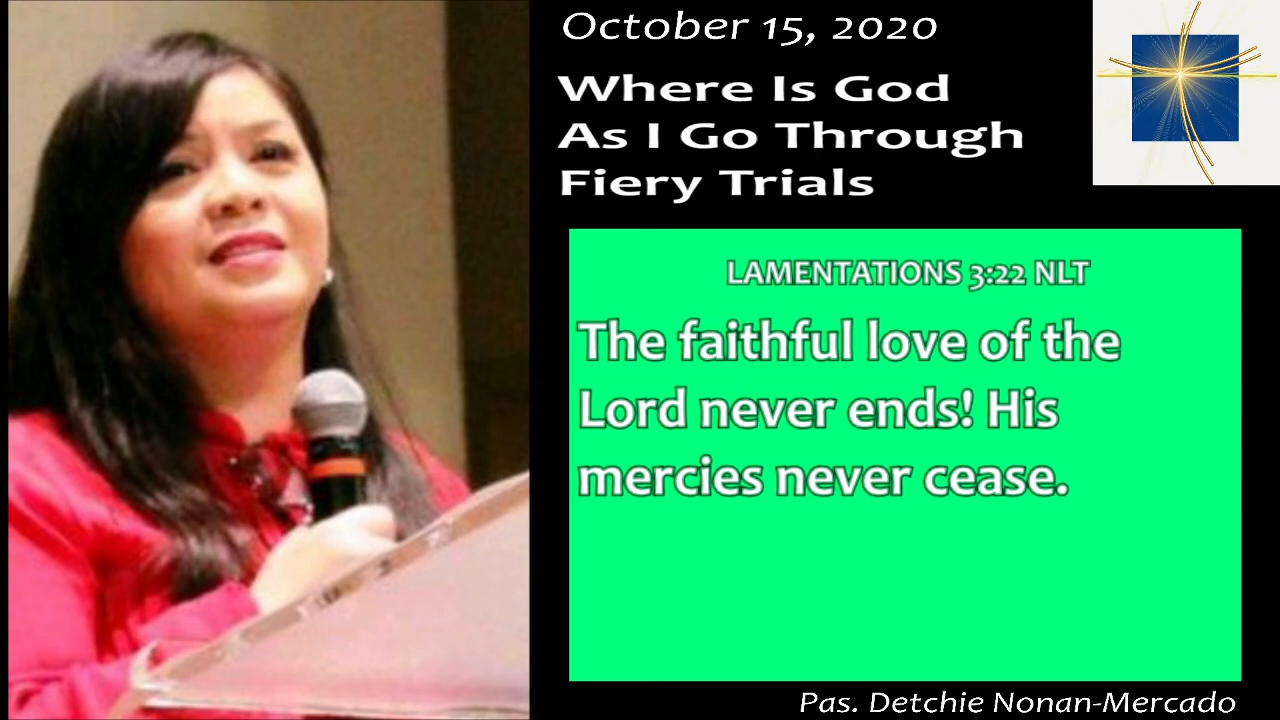 October 15, 2020
Where Is God
As I Go Through
Fiery Trials
LAMENTATIONS 3:22 NLT
The faithful love of the
Lord never ends! His
mercies never cease.
Pas. Detchie Nonan-Mercado